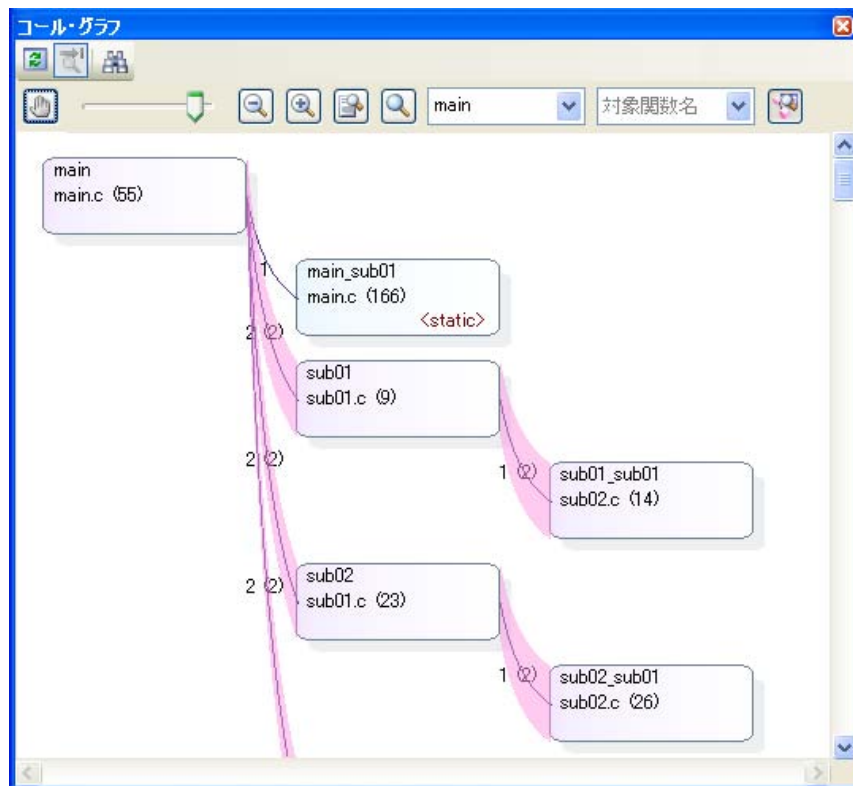 コール・グラフ
main
対象関数名
main
main.c (55)
1
main_sub01
main.c (166)
<static>
2 (2)
sub01
sub01.c (9)
2 (2)
1 (2)
sub01_sub01
sub02.c (14)
2 (2)
sub02
sub01.c (23)
1 (2)
sub02_sub01
sub02.c (26)